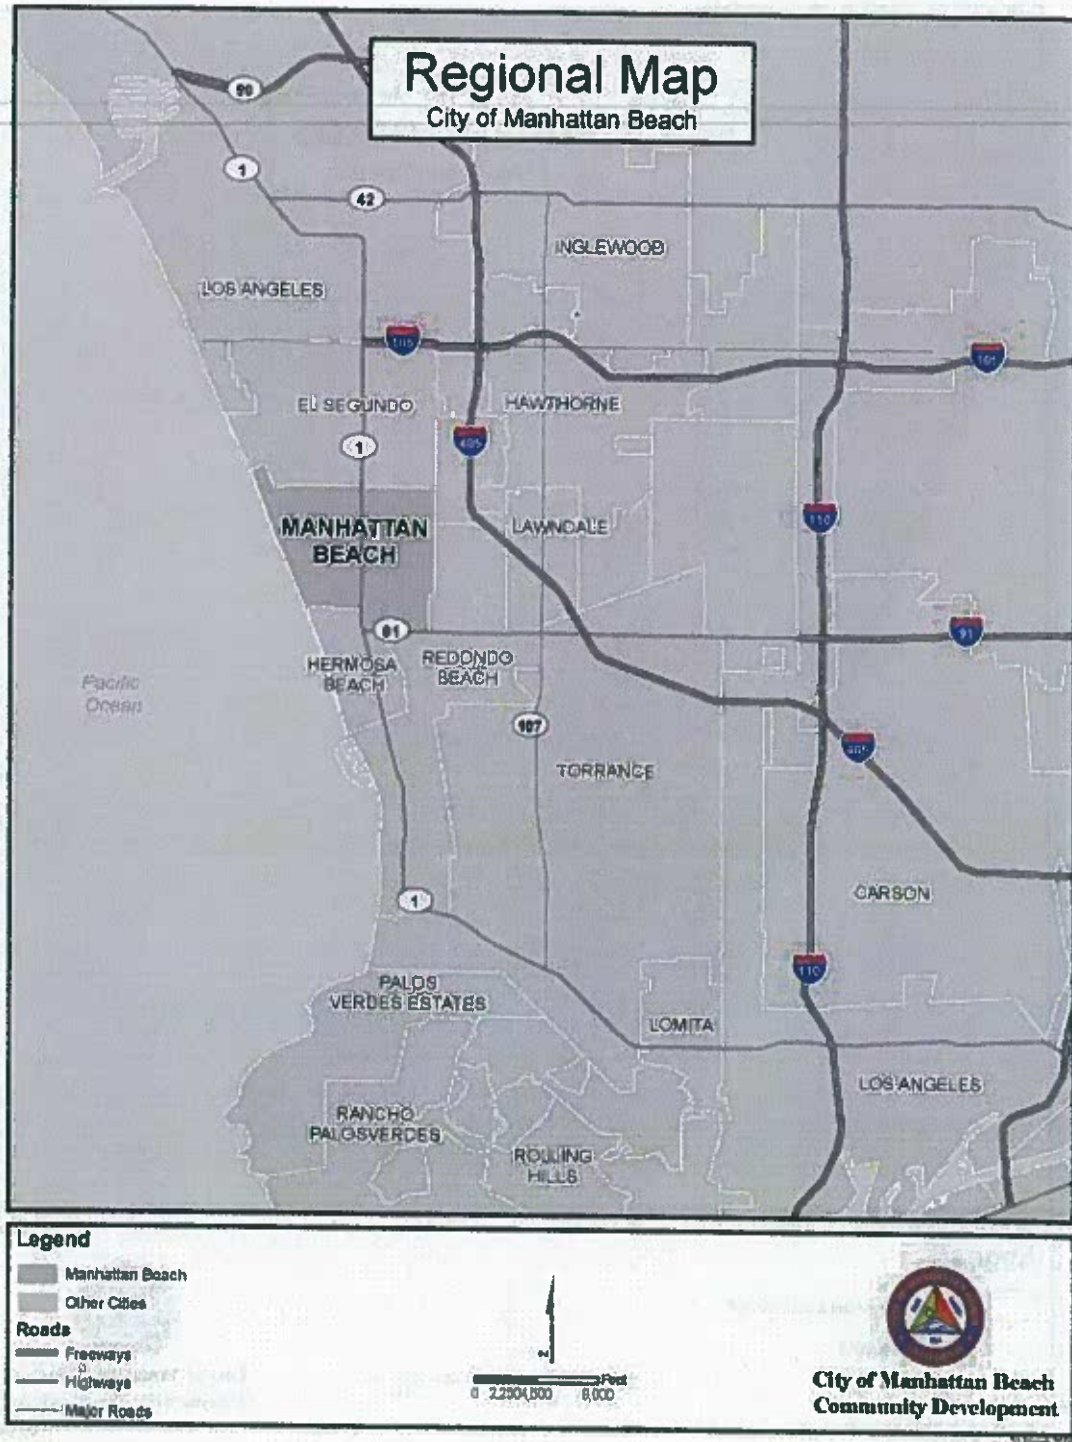 Regional Map
City of Manhattan Beach
90
1
42
INGLEWOOD
LOS ANGELES
105
EL SEGUNDO
HAWTHORNE
1
405
MANHATTAN
BEACH
LAWNDALE
110
91
HERMOSA
BEACH
REDONDO
BEACH
Pacific
Ocean
107
405
TORRANCE
1
CARSON
110
PALOS
VERDES ESTATES
LOMITA
LOS ANGELES
RANCHO
PALOSVERDES
ROLLING
HILLS
Legend
Manhattan Beach
Other Cities
Roads
Freeways
Highways
Major Roads
Z
Feet
City of Manhattan Beach
Community Development